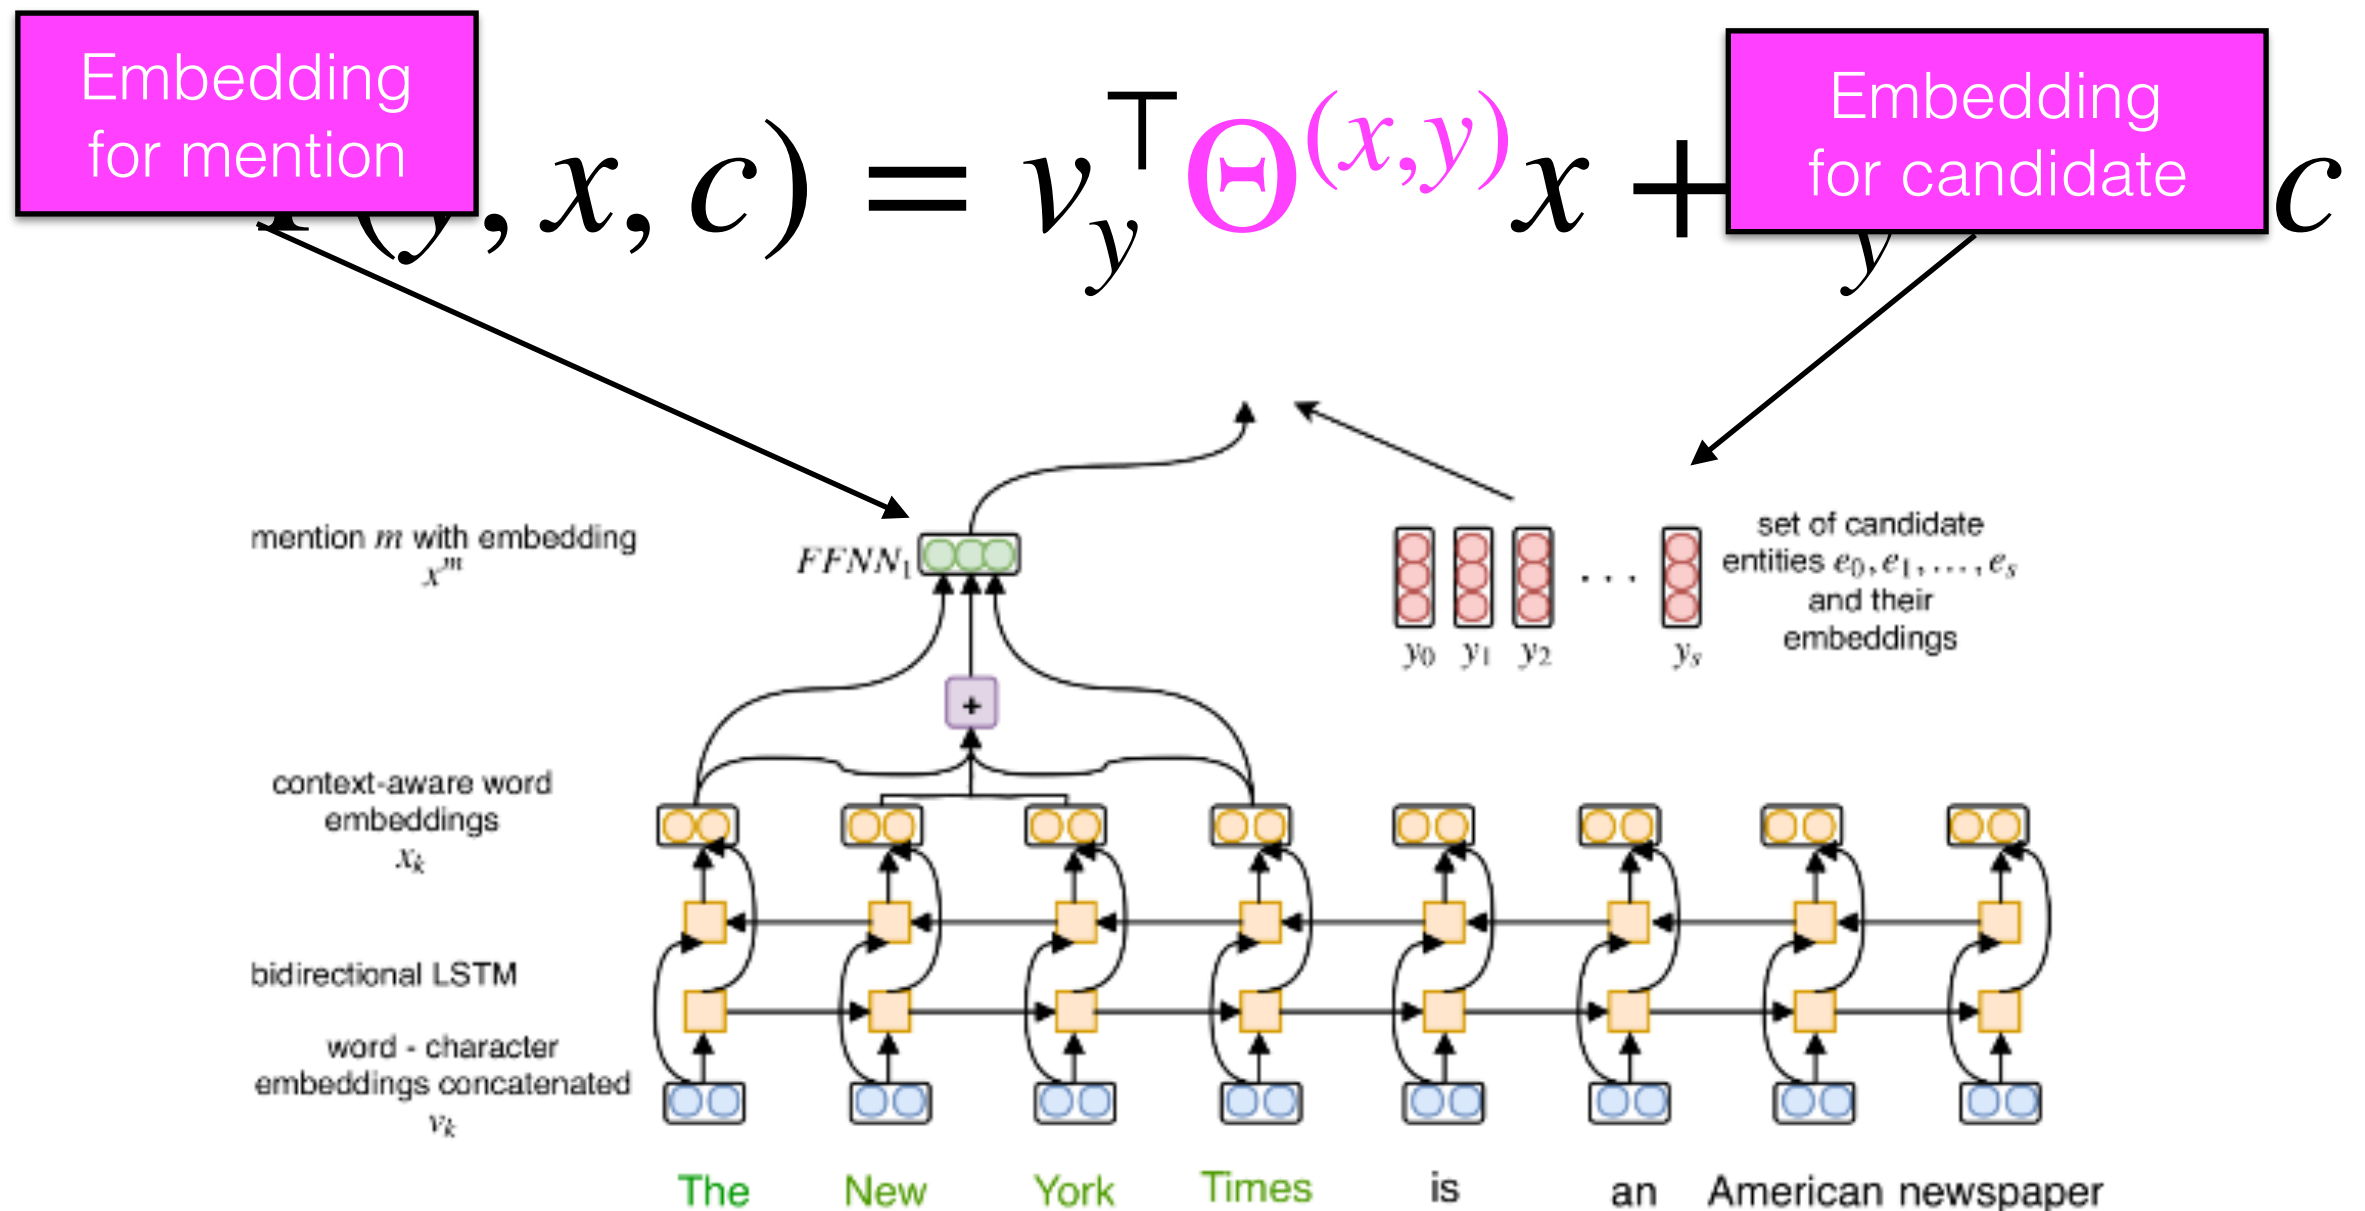 Embedding
for mention
Embedding
for candidate
(y, x, c) = v_y^⊤ Θ^(x,y) x + y c
mention m with embedding
x^m
FFNN_1
set of candidate
entities e_0, e_1, …, e_s
and their
embeddings
y_0 y_1 y_2 … y_s
+
context-aware word
embeddings
x_k
bidirectional LSTM
word - character
embeddings concatenated
v_k
The New York Times is an American newspaper